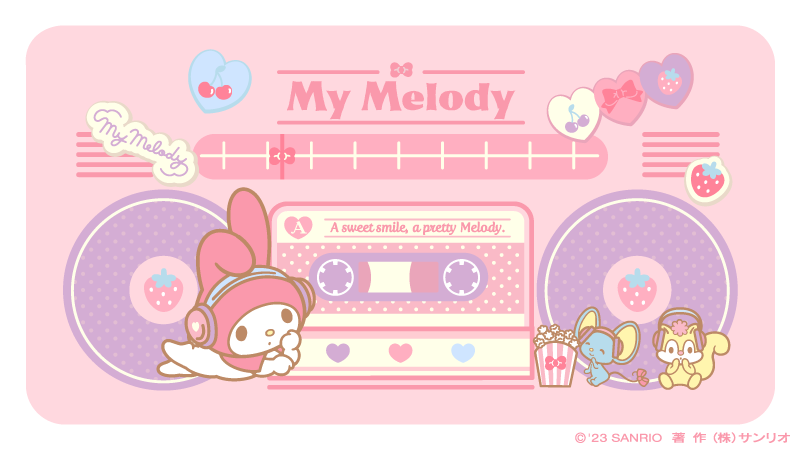 My Melody
My Melody
A
A sweet smile, a pretty Melody.
© '23 SANRIO 著作 (株) サンリオ